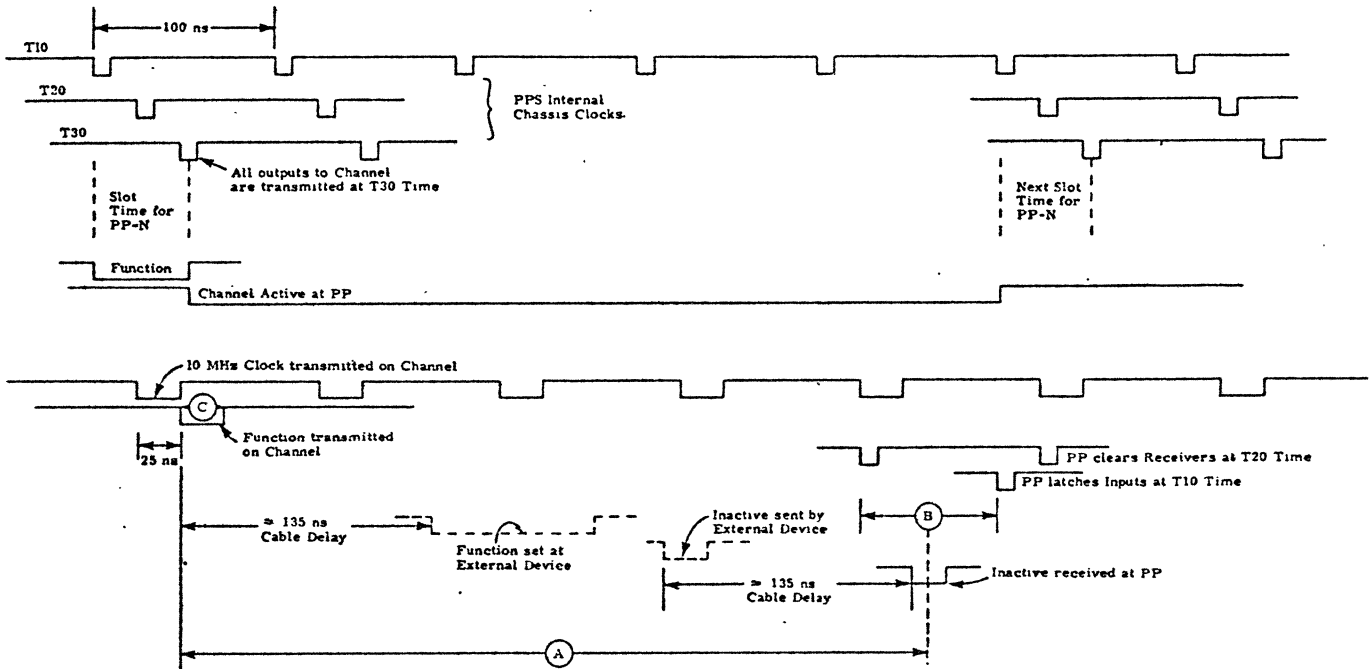 100 ns
T10
T20
PPS Internal
Chassis Clocks.
T30
All outputs to Channel
are transmitted at T30 Time
Slot
Time for
PP-N
Next Slot
Time for
PP-N
Function
Channel Active at PP
10 MHz Clock transmitted on Channel
C
Function transmitted
on Channel
25 ns
PP clears Receivers at T20 Time
PP latches Inputs at T10 Time
≈ 135 ns
Cable Delay
Function set at
External Device
Inactive sent by
External Device
B
≈ 135 ns
Cable Delay
Inactive received at PP
A